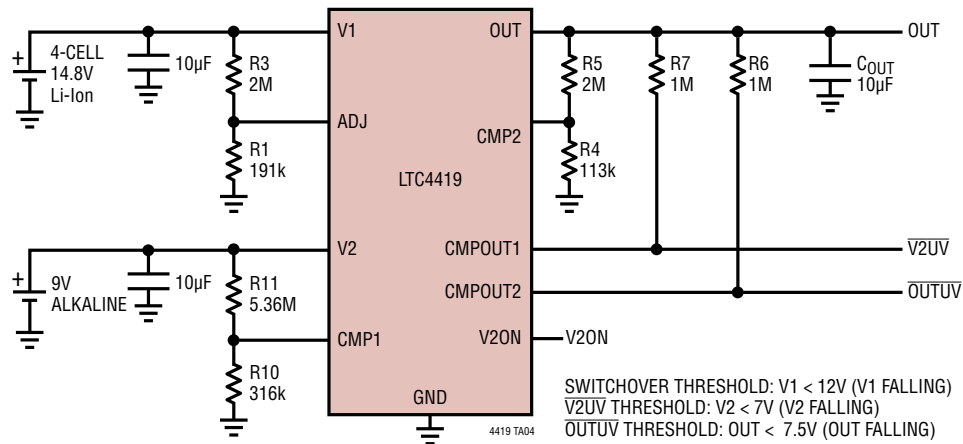 V1
OUT
OUT
+
4-CELL
14.8V
Li-Ion
10µF
R3
2M
R5
2M
R7
1M
R6
1M
COUT
10µF
ADJ
CMP2
R1
191k
R4
113k
LTC4419
V2
CMPOUT1
V2UV
+
9V
ALKALINE
10µF
R11
5.36M
CMPOUT2
OUTUV
CMP1
V2ON
V2ON
R10
316k
GND
4419 TA04
SWITCHOVER THRESHOLD: V1 < 12V (V1 FALLING)
V2UV THRESHOLD: V2 < 7V (V2 FALLING)
OUTUV THRESHOLD: OUT < 7.5V (OUT FALLING)